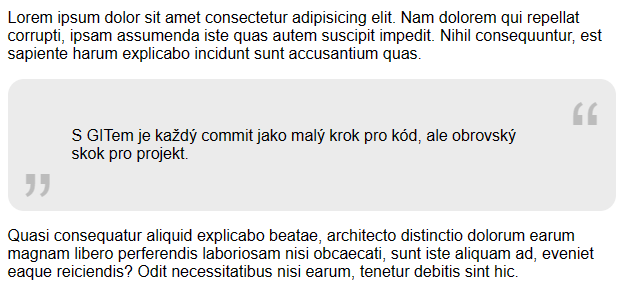 Lorem ipsum dolor sit amet consectetur adipisicing elit. Nam dolorem qui repellat
corrupti, ipsam assumenda iste quas autem suscipit impedit. Nihil consequuntur, est
sapiente harum explicabo incidunt sunt accusantium quas.
“
S GITem je každý commit jako malý krok pro kód, ale obrovský
skok pro projekt.
”
Quasi consequatur aliquid explicabo beatae, architecto distinctio dolorum earum
magnam libero perferendis laboriosam nisi obcaecati, sunt iste aliquam ad, eveniet
eaque reiciendis? Odit necessitatibus nisi earum, tenetur debitis sint hic.